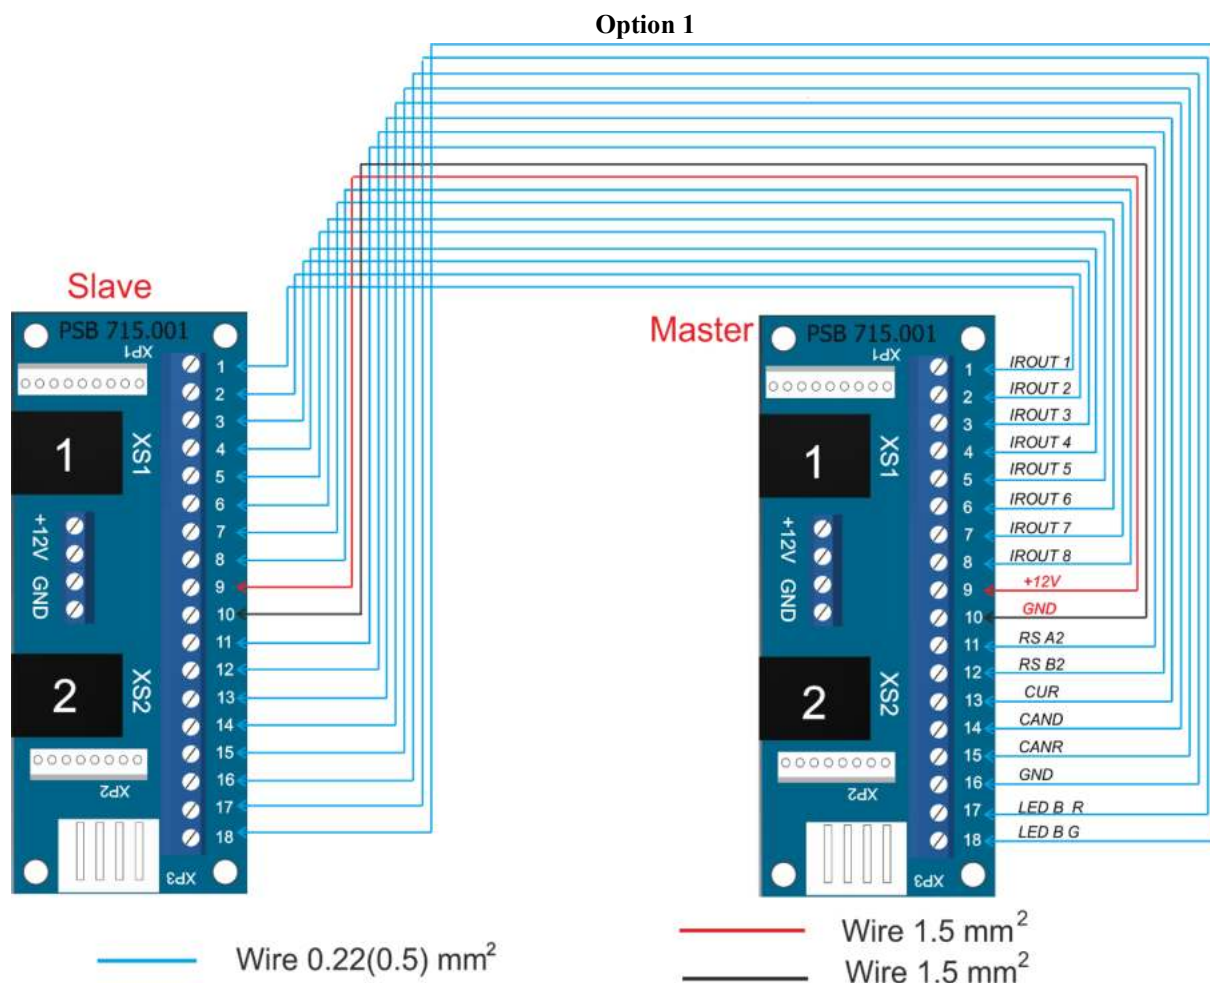 Option 1
Slave
PSB 715.001
XP1
1
2
3
4
5
6
7
8
9
10
11
12
13
14
15
16
17
18
1
XS1
+12V
GND
2
XS2
XP2
XP3
Master
PSB 715.001
XP1
1 IROUT 1
2 IROUT 2
3 IROUT 3
4 IROUT 4
5 IROUT 5
6 IROUT 6
7 IROUT 7
8 IROUT 8
9 +12V
10 GND
11 RS A2
12 RS B2
13 CUR
14 CAND
15 CANR
16 GND
17 LED B R
18 LED B G
1
XS1
+12V
GND
2
XS2
XP2
XP3
Wire 0.22(0.5) mm²
Wire 1.5 mm²
Wire 1.5 mm²